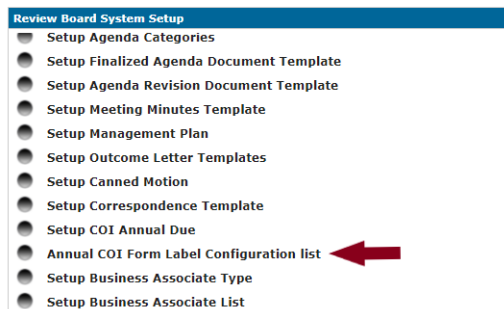 Review Board System Setup
Setup Agenda Categories
Setup Finalized Agenda Document Template
Setup Agenda Revision Document Template
Setup Meeting Minutes Template
Setup Management Plan
Setup Outcome Letter Templates
Setup Canned Motion
Setup Correspondence Template
Setup COI Annual Due
Annual COI Form Label Configuration list
Setup Business Associate Type
Setup Business Associate List